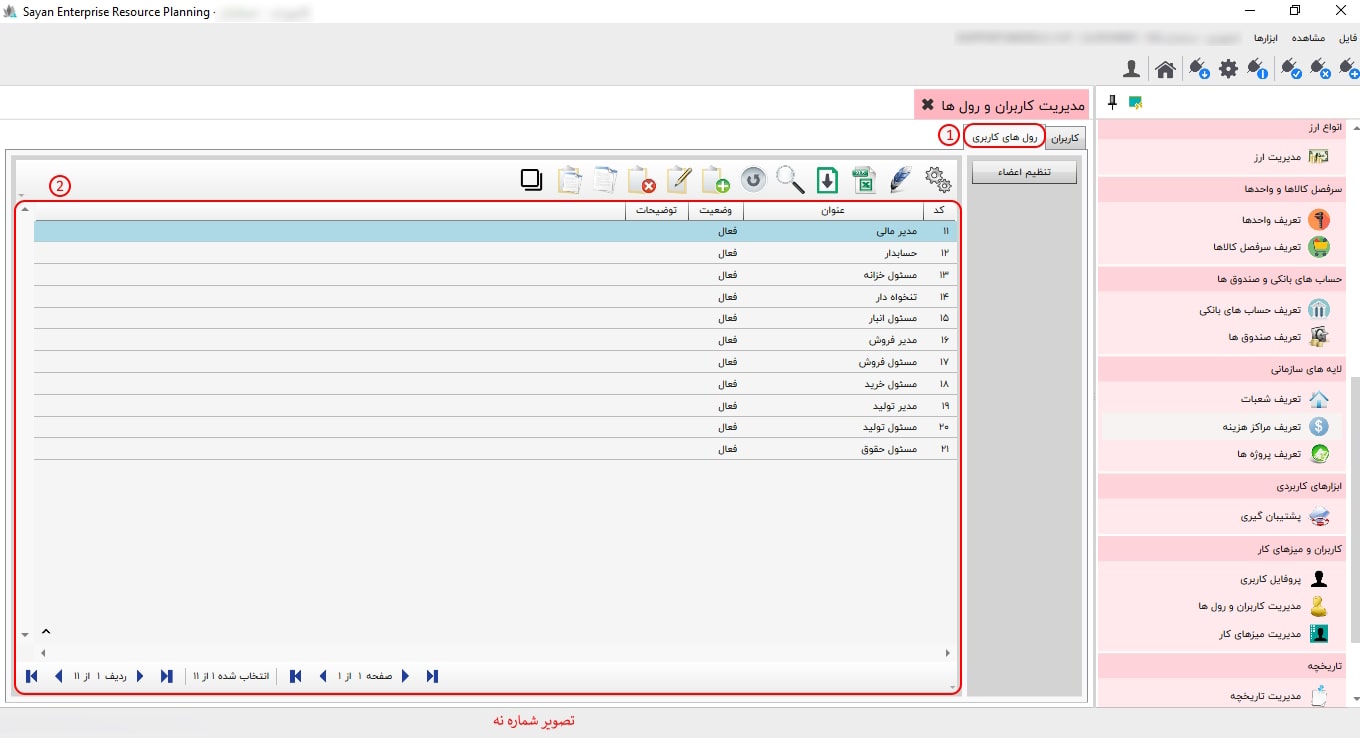 Sayan Enterprise Resource Planning -
فایل مشاهده ابزارها
مدیریت کاربران و رول ها
کاربران
رول های کاربری
1
2
تنظیم اعضاء
کد عنوان وضعیت توضیحات
۱۱ مدیر مالی فعال
۱۲ حسابدار فعال
۱۳ مسئول خزانه فعال
۱۴ تنخواه دار فعال
۱۵ مسئول انبار فعال
۱۶ مدیر فروش فعال
۱۷ مسئول فروش فعال
۱۸ مسئول خرید فعال
۱۹ مدیر تولید فعال
۲۰ مسئول تولید فعال
۲۱ مسئول حقوق فعال
صفحه ۱ از ۱
انتخاب شده ۱ از ۱۱
ردیف ۱ از ۱۱
انواع ارز
مدیریت ارز
سرفصل کالاها و واحدها
تعریف واحدها
تعریف سرفصل کالاها
حساب های بانکی و صندوق ها
تعریف حساب های بانکی
تعریف صندوق ها
لایه های سازمانی
تعریف شعبات
تعریف مراکز هزینه
تعریف پروژه ها
ابزارهای کاربردی
پشتیبان گیری
کاربران و میزهای کار
پروفایل کاربری
مدیریت کاربران و رول ها
مدیریت میزهای کار
تاریخچه
مدیریت تاریخچه
تصویر شماره نه